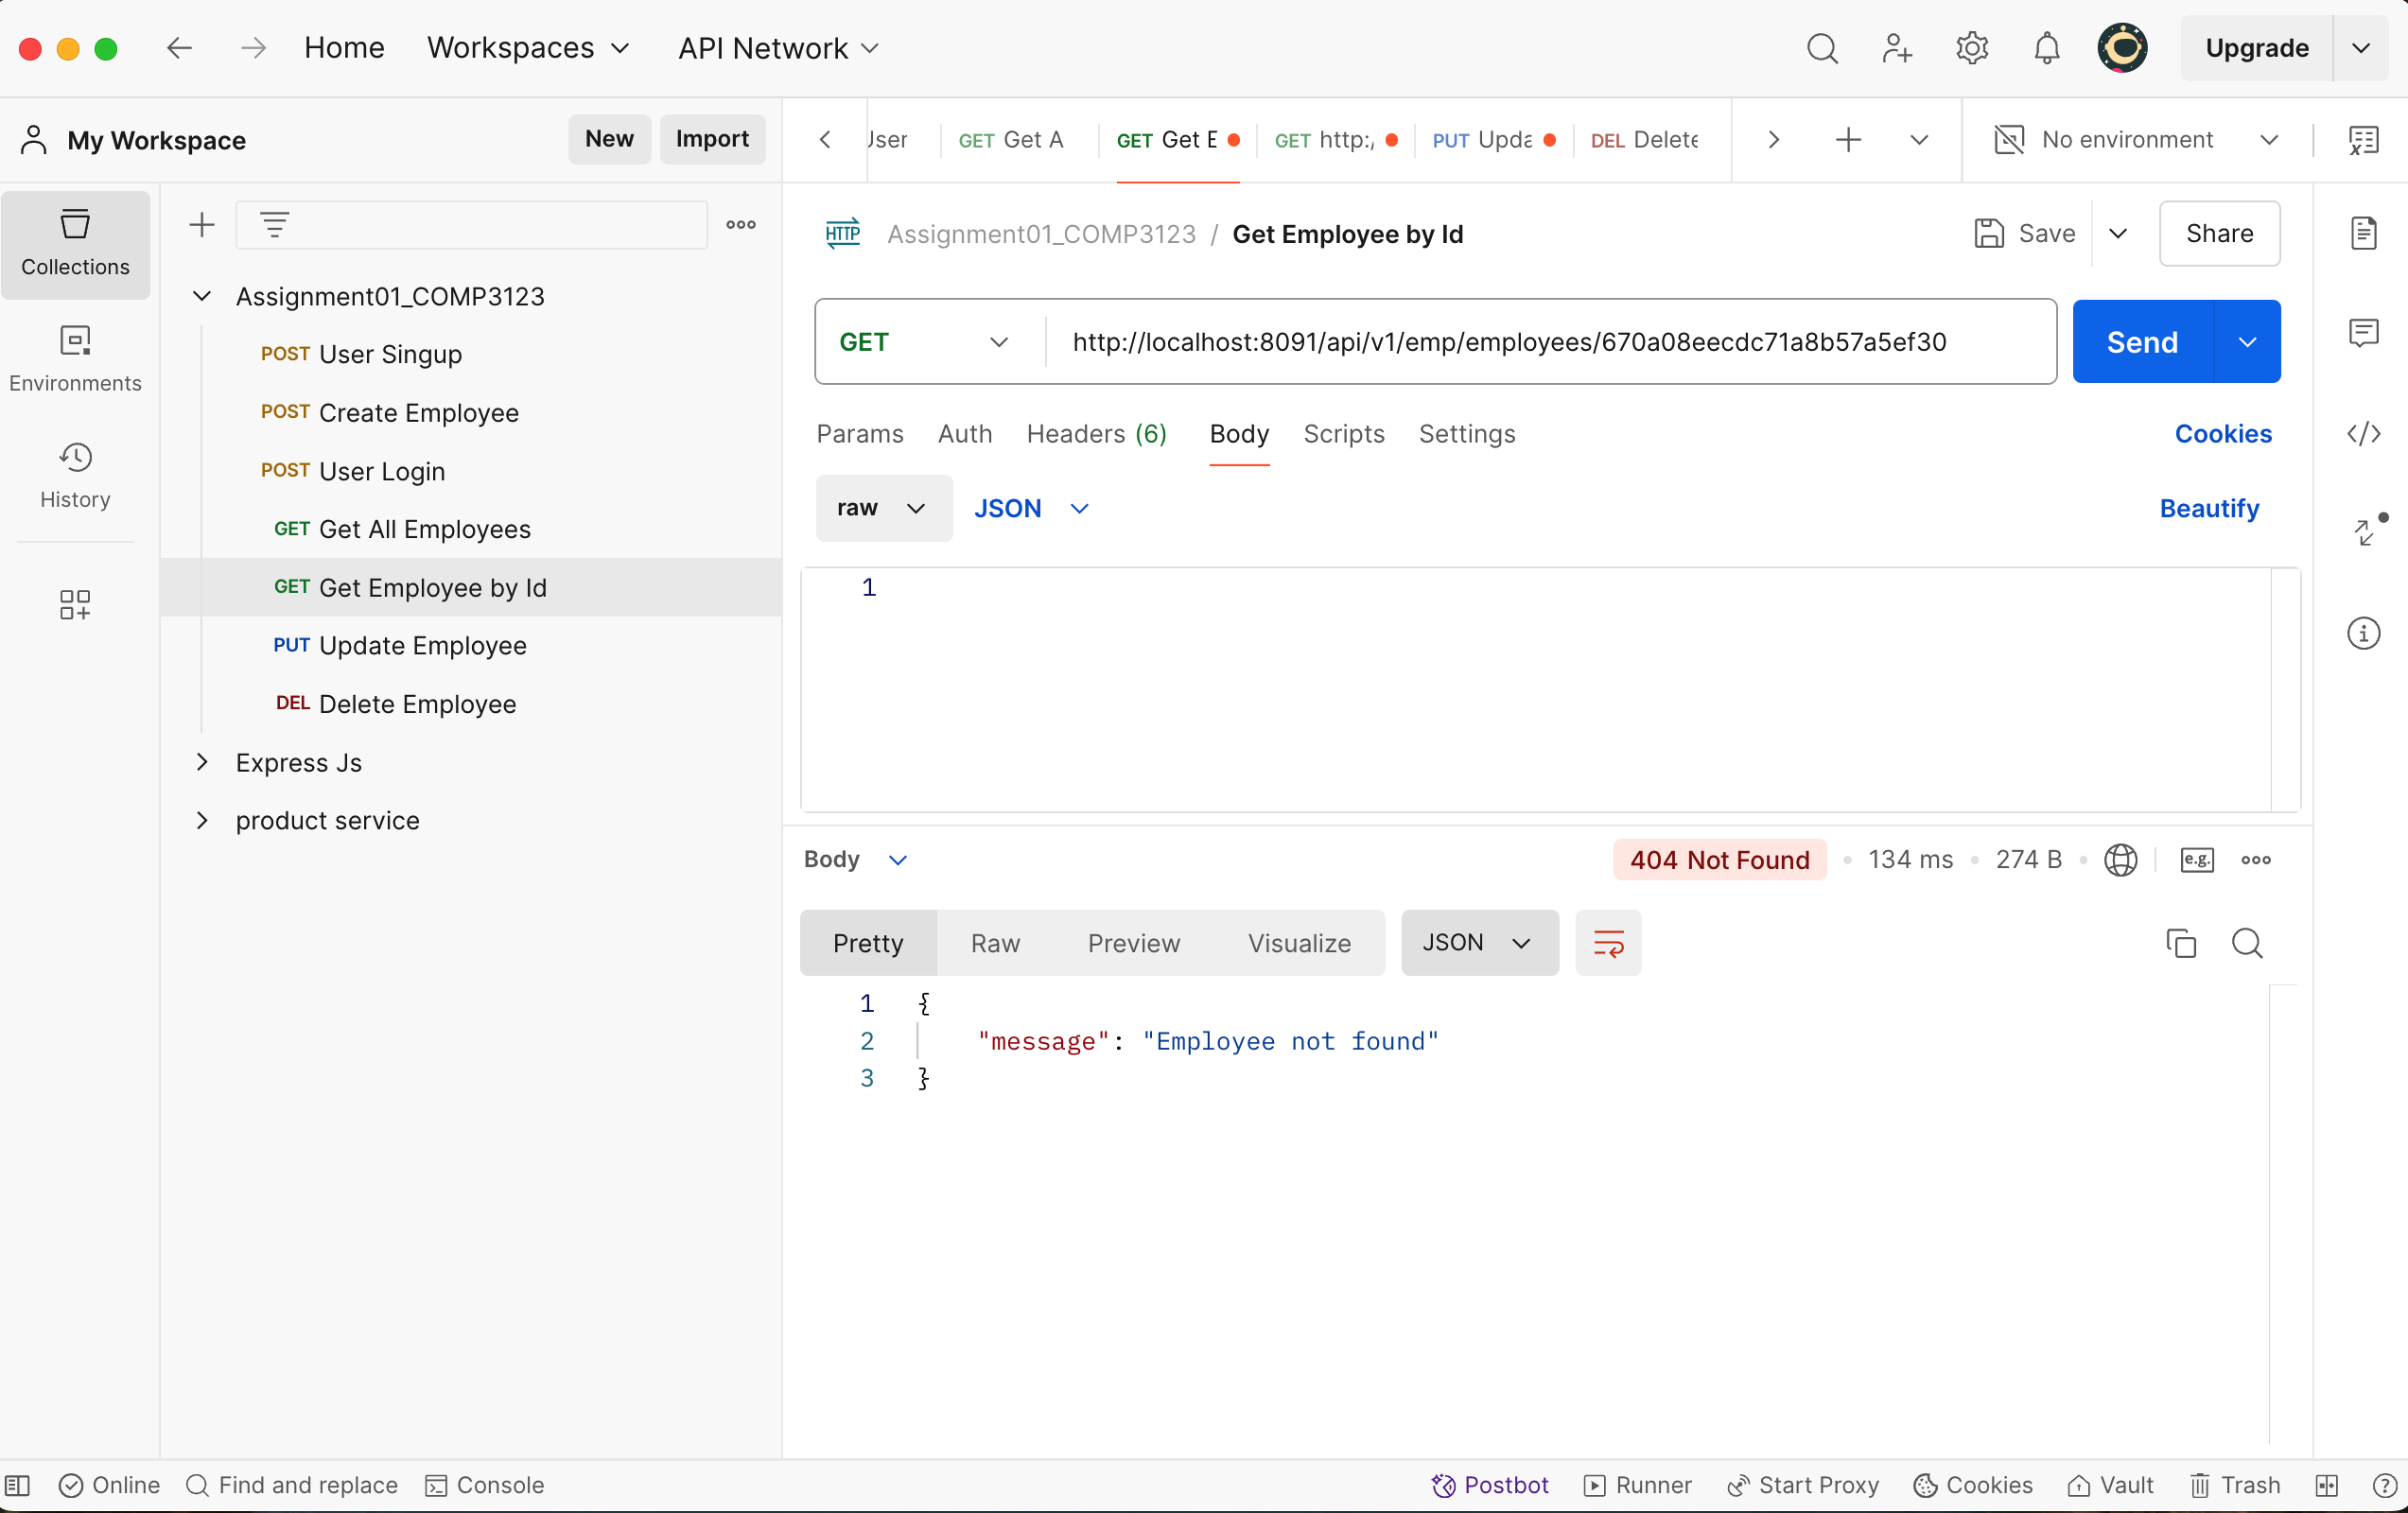 Home Workspaces API Network Upgrade
My Workspace New Import
User GET Get A GET Get E GET http:/ PUT Upda DEL Delete No environment
Collections
Environments
History
Assignment01_COMP3123
POST User Singup
POST Create Employee
POST User Login
GET Get All Employees
GET Get Employee by Id
PUT Update Employee
DEL Delete Employee
Express Js
product service
HTTP Assignment01_COMP3123 / Get Employee by Id Save Share
GET http://localhost:8091/api/v1/emp/employees/670a08eecdc71a8b57a5ef30 Send
Params Auth Headers (6) Body Scripts Settings Cookies
raw JSON Beautify
1
Body 404 Not Found 134 ms 274 B e.g.
Pretty Raw Preview Visualize JSON
1 {
2 "message": "Employee not found"
3 }
Online Find and replace Console Postbot Runner Start Proxy Cookies Vault Trash